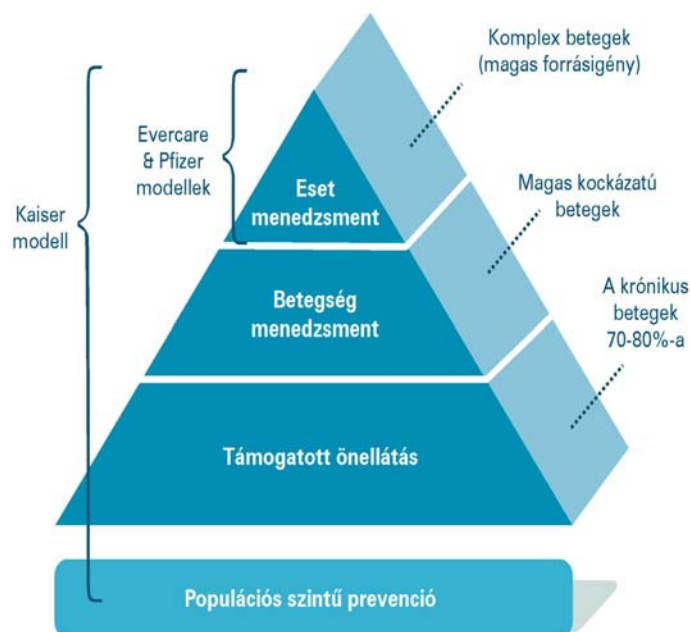 Komplex betegek
(magas forrásigény)
Evercare
& Pfizer
modellek
Eset
menedzsment
Magas kockázatú
betegek
Kaiser
modell
Betegség
menedzsment
A krónikus
betegek
70-80%-a
Támogatott önellátás
Populációs szintű prevenció